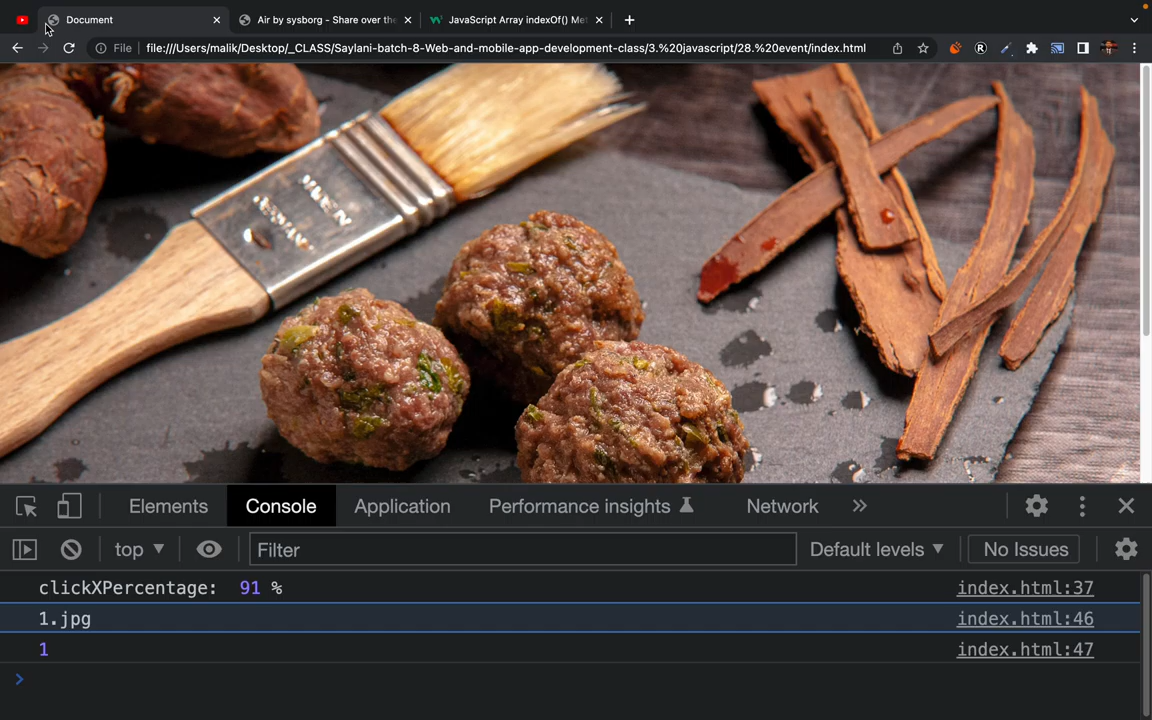 Document
Air by sysborg - Share over the
JavaScript Array indexOf() Met
File
file:///Users/malik/Desktop/_CLASS/Saylani-batch-8-Web-and-mobile-app-development-class/3.%20javascript/28.%20event/index.html
Elements
Console
Application
Performance insights
Network
top
Filter
Default levels
No Issues
clickXPercentage: 91 %
index.html:37
1.jpg
index.html:46
1
index.html:47